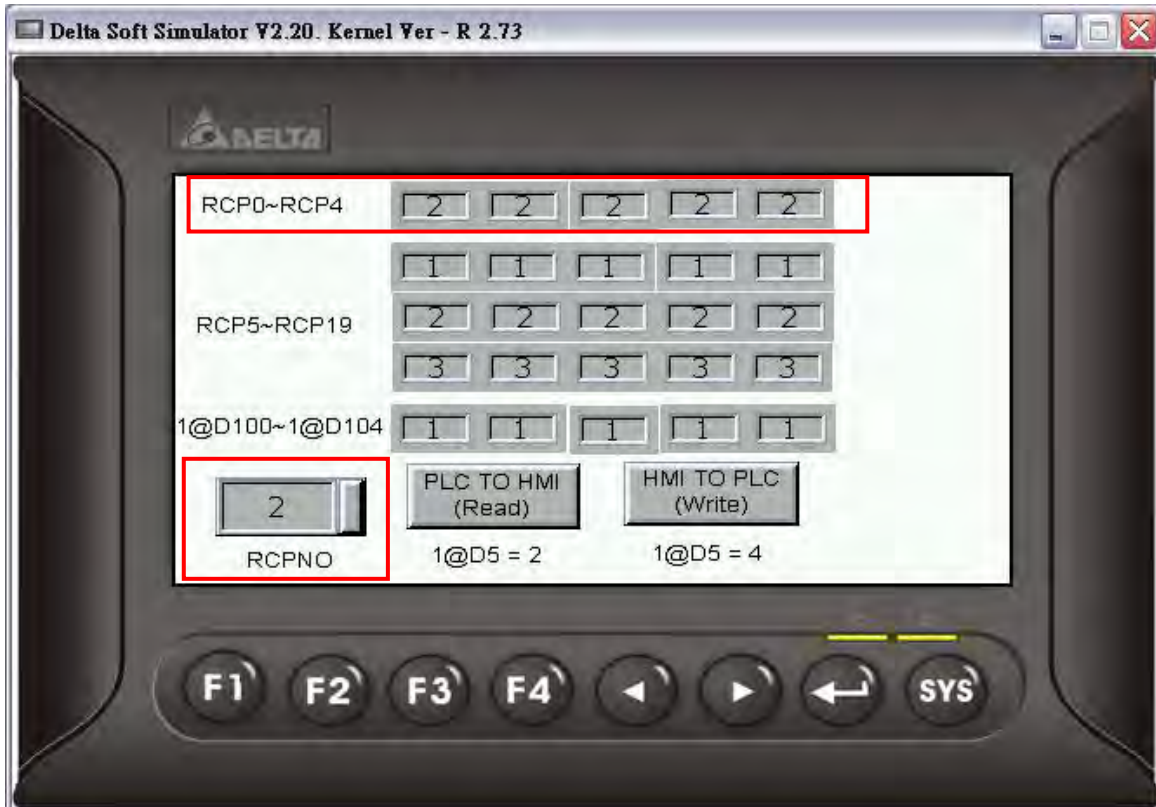 Delta Soft Simulator V2.20. Kernel Ver - R 2.73
DELTA
RCP0~RCP4 2 2 2 2 2
1 1 1 1 1
RCP5~RCP19 2 2 2 2 2
3 3 3 3 3
1@D100~1@D104 1 1 1 1 1
2 PLC TO HMI HMI TO PLC
(Read) (Write)
RCPNO 1@D5 = 2 1@D5 = 4
F1 F2 F3 F4 SYS